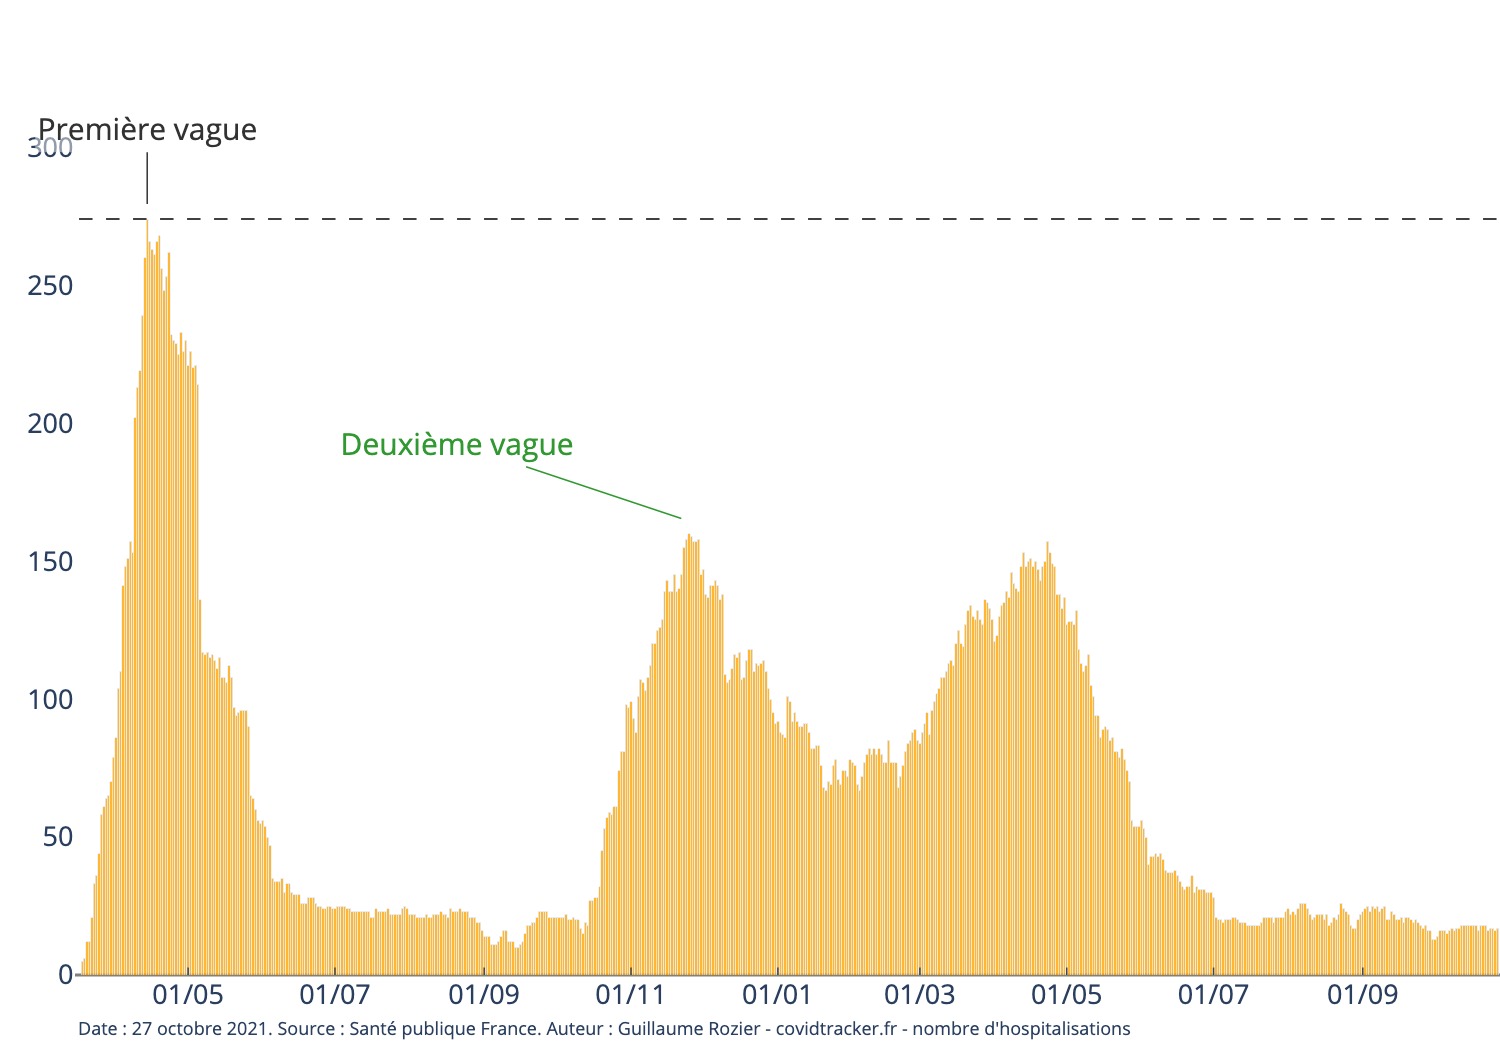 Première vague
300
250
200
Deuxième vague
150
100
50
0
01/05 01/07 01/09 01/11 01/01 01/03 01/05 01/07 01/09
Date : 27 octobre 2021. Source : Santé publique France. Auteur : Guillaume Rozier - covidtracker.fr - nombre d'hospitalisations